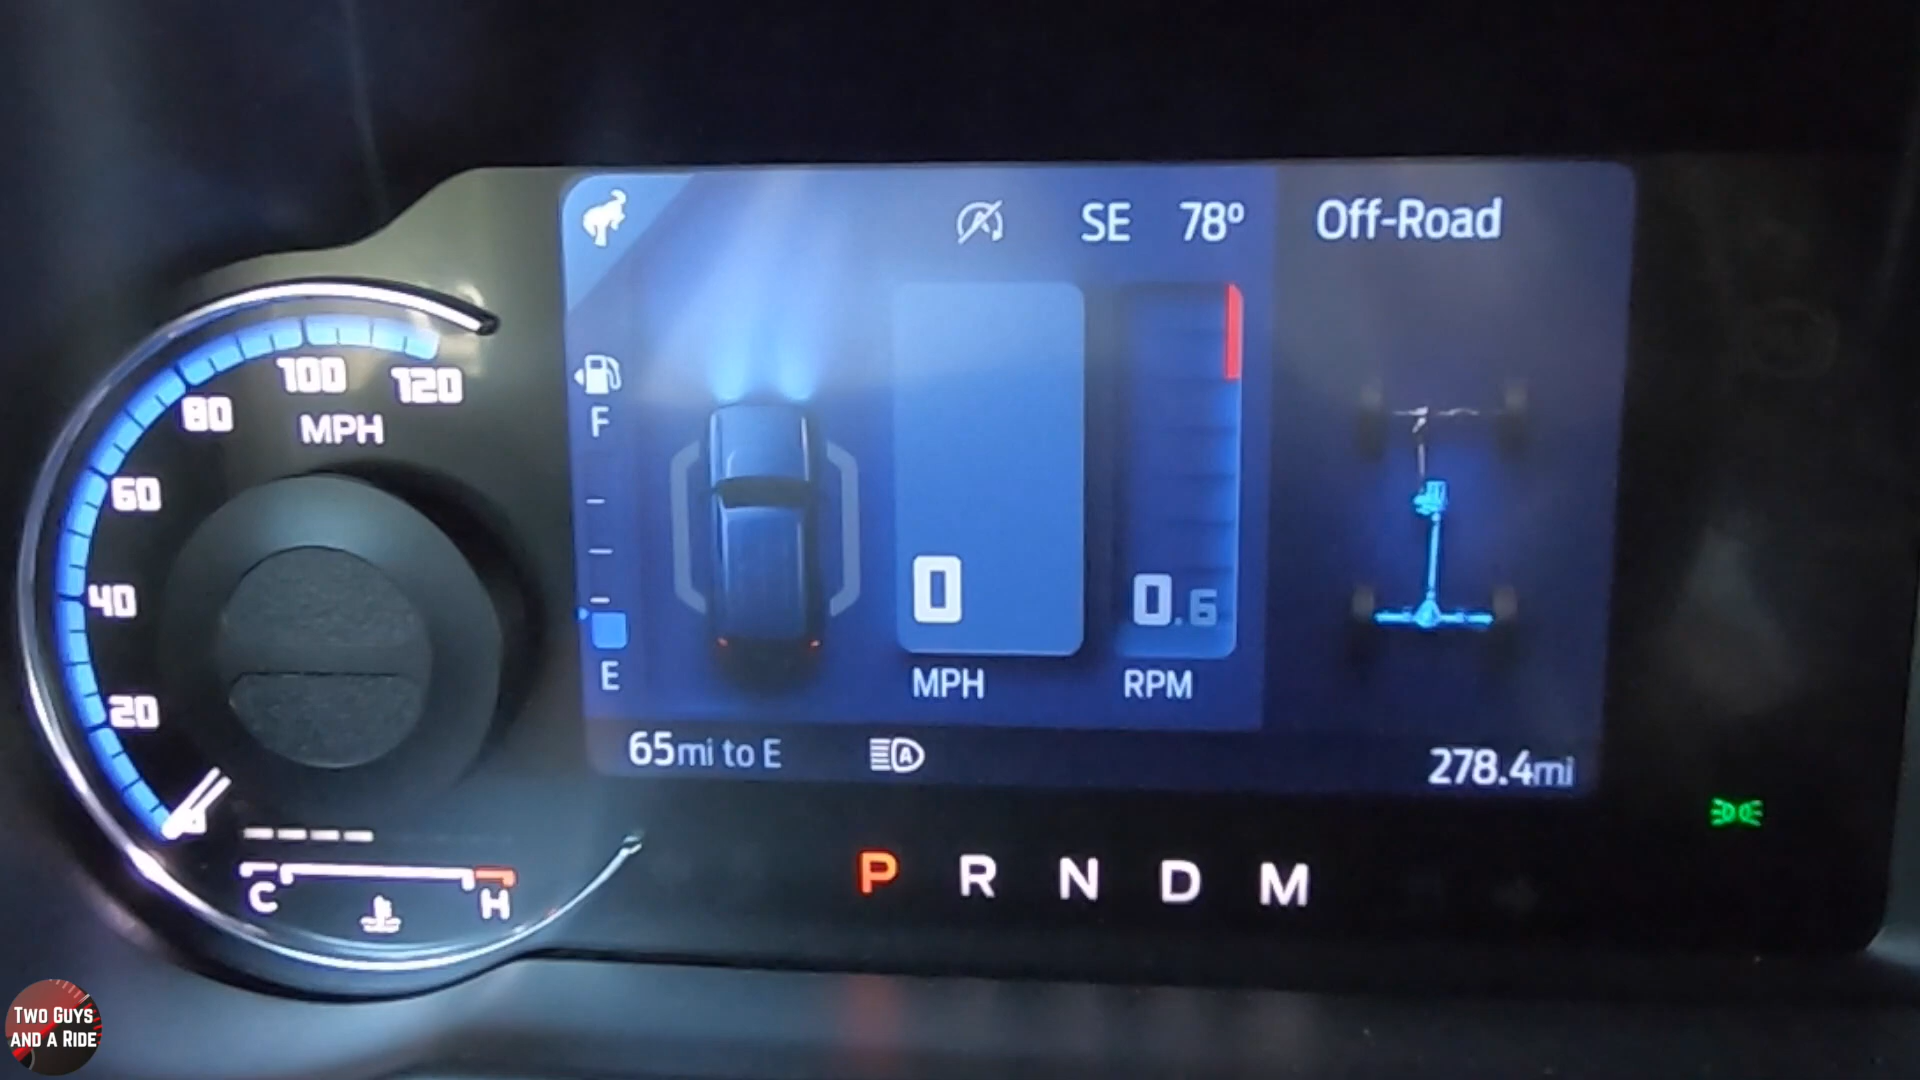 SE 78° Off-Road
100
120
80
MPH
F
60
40
0
0.6
E
MPH
RPM
20
65mi to E
A
278.4mi
C
H
P R N D M
TWO GUYS
AND A RIDE